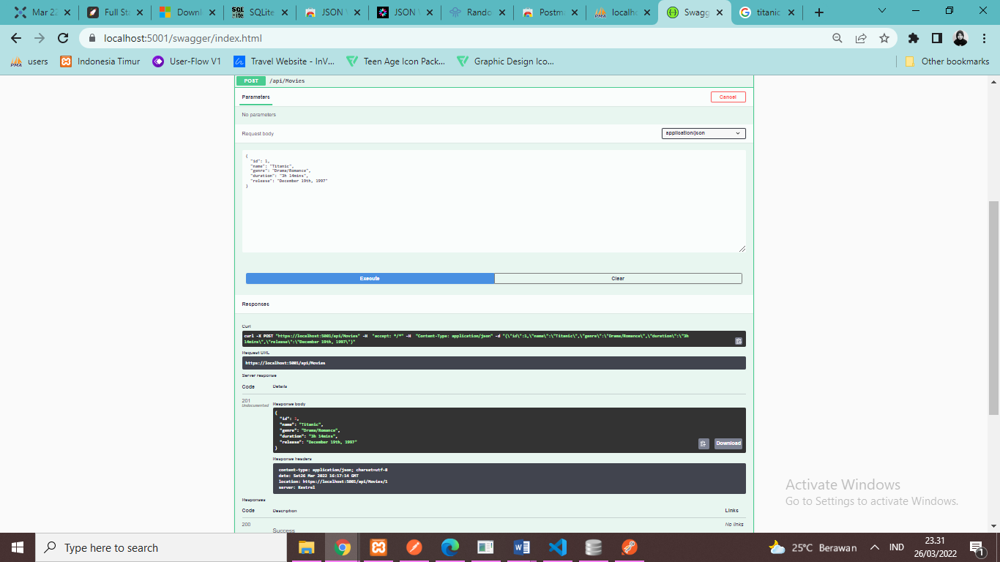 Mar 22
Full Sta
Downl
SQLite
JSON V
JSON V
Rando
Postma
localho
Swagg
titanic
localhost:5001/swagger/index.html
users
Indonesia Timur
User-Flow V1
Travel Website - InV...
Teen Age Icon Pack...
Graphic Design Ico...
Other bookmarks
POST /api/Movies
Parameters
Cancel
No parameters
Request body
application/json
{
"id": 1,
"name": "Titanic",
"genre": "Drama/Romance",
"duration": "3h 14mins",
"release": "December 19th, 1997"
}
Execute
Clear
Responses
Curl
curl -X POST "https://localhost:5001/api/Movies" -H "accept: */*" -H "Content-Type: application/json" -d "{\"id\":1,\"name\":\"Titanic\",\"genre\":\"Drama/Romance\",\"duration\":\"3h
14mins\",\"release\":\"December 19th, 1997\"}"
Request URL
https://localhost:5001/api/Movies
Server response
Code
Details
201
Undocumented
Response body
{
"id": 1,
"name": "Titanic",
"genre": "Drama/Romance",
"duration": "3h 14mins",
"release": "December 19th, 1997"
}
Download
Response headers
content-type: application/json; charset=utf-8
date: Sat26 Mar 2022 16:17:14 GMT
location: https://localhost:5001/api/Movies/1
server: Kestrel
Responses
Code
Description
Links
200
Success
No links
Activate Windows
Go to Settings to activate Windows.
Type here to search
25°C Berawan
IND
23.31
26/03/2022
1